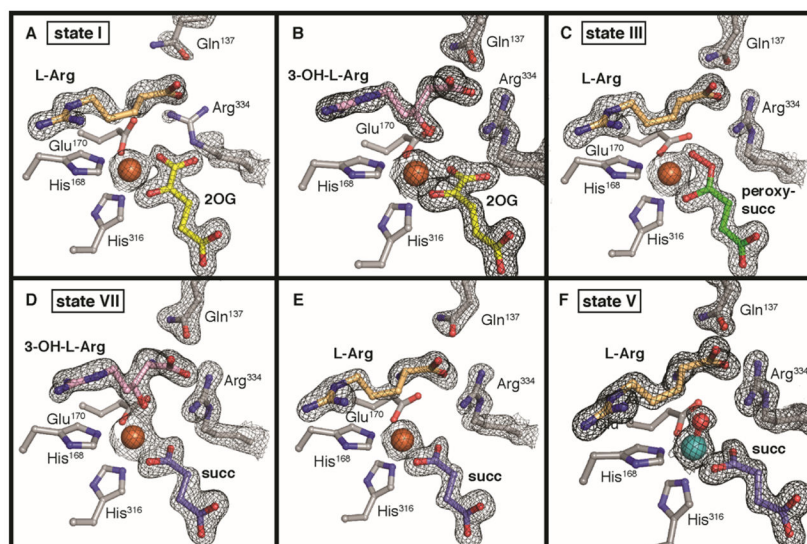 A state I
Gln137
L-Arg
Arg334
Glu170
His168
2OG
His316
B
Gln137
3-OH-L-Arg
Arg334
Glu170
His168
2OG
His316
C state III
Gln137
L-Arg
Arg334
Glu170
His168
peroxy-
succ
His316
D state VII
Gln137
3-OH-L-Arg
Arg334
Glu170
His168
succ
His316
E
Gln137
L-Arg
Arg334
Glu170
His168
succ
His316
F state V
Gln137
L-Arg
Arg334
His168
succ
His316